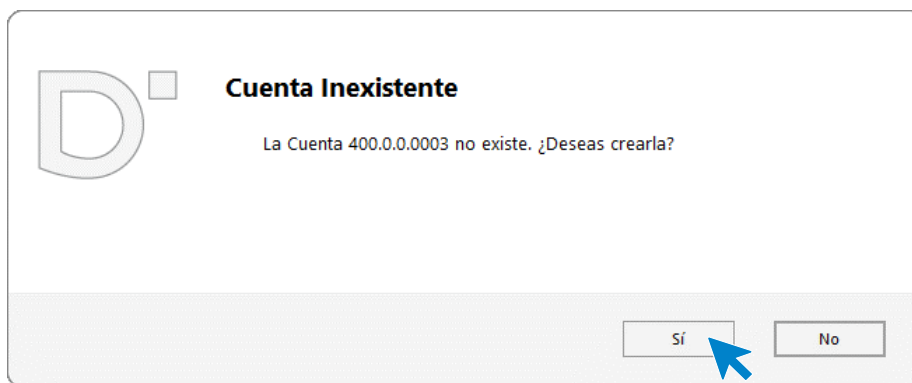 Cuenta Inexistente
La Cuenta 400.0.0.0003 no existe. ¿Deseas crearla?
Sí
No